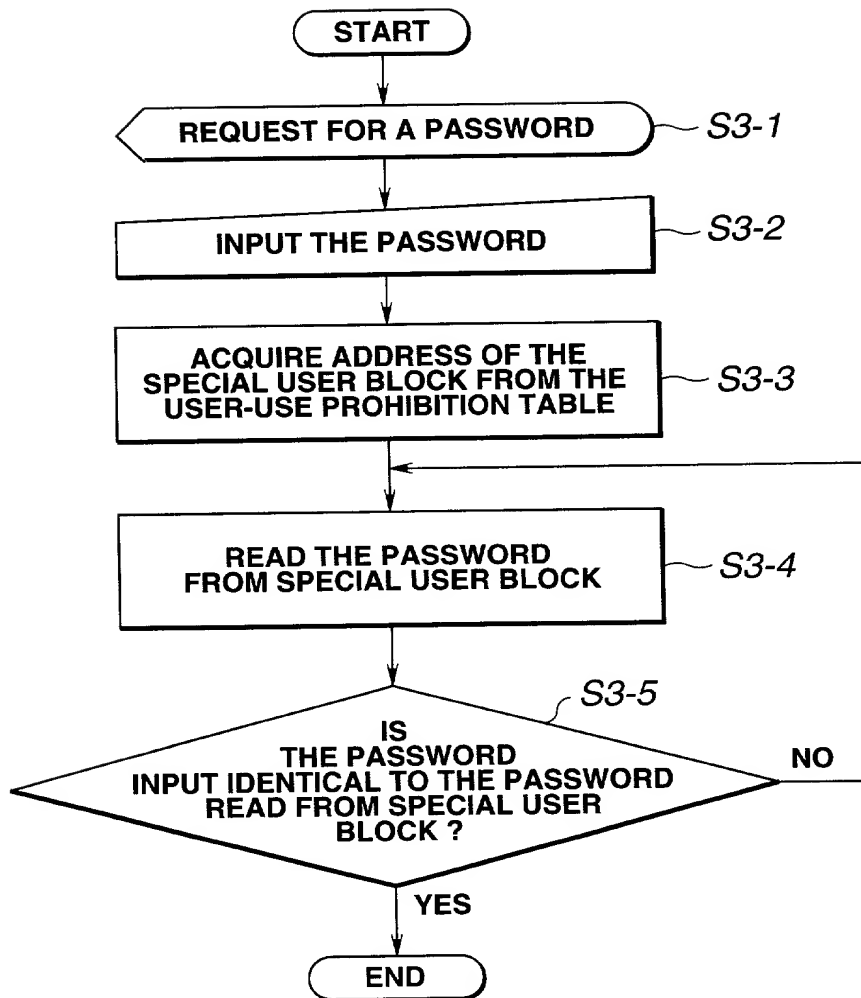 START
REQUEST FOR A PASSWORD
S3-1
INPUT THE PASSWORD
S3-2
ACQUIRE ADDRESS OF THE
SPECIAL USER BLOCK FROM THE
USER-USE PROHIBITION TABLE
S3-3
READ THE PASSWORD
FROM SPECIAL USER BLOCK
S3-4
S3-5
IS
THE PASSWORD
INPUT IDENTICAL TO THE PASSWORD
READ FROM SPECIAL USER
BLOCK ?
NO
YES
END